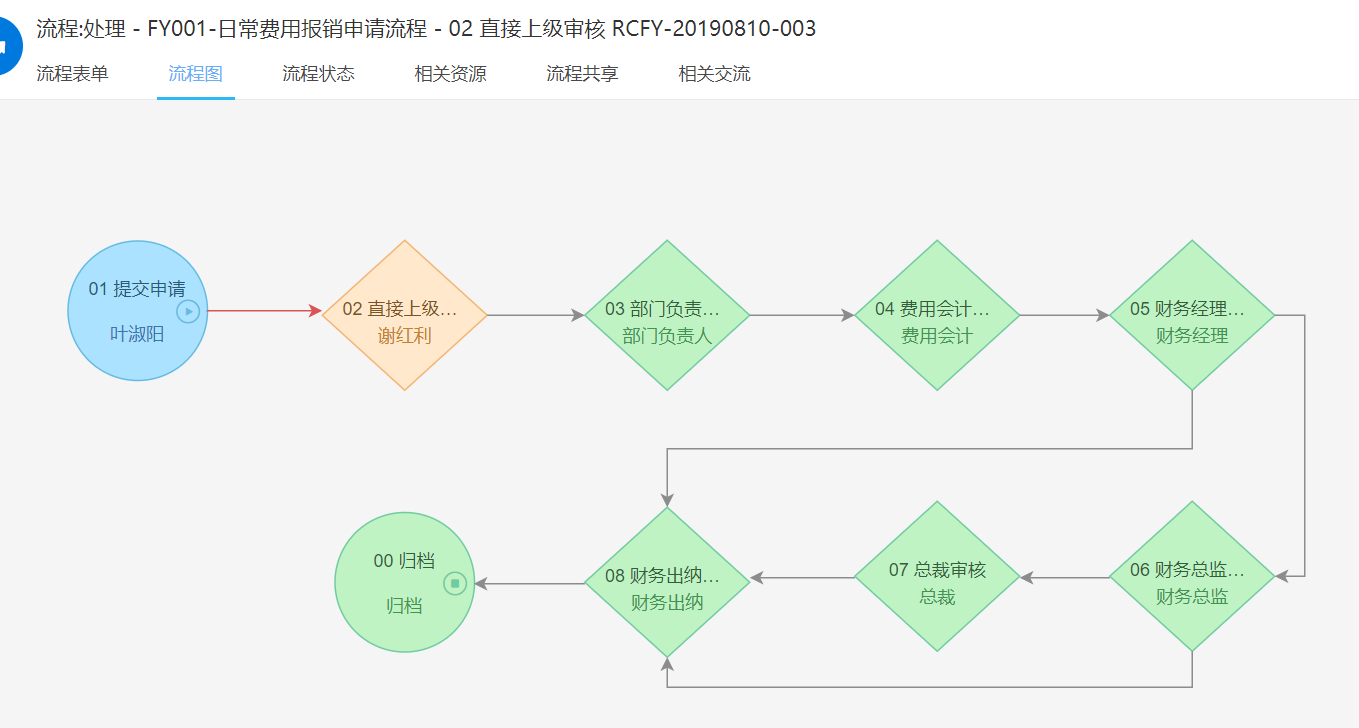 流程:处理 - FY001-日常费用报销申请流程 - 02 直接上级审核 RCFY-20190810-003
流程表单 流程图 流程状态 相关资源 流程共享 相关交流
01 提交申请
叶淑阳
02 直接上级...
谢红利
03 部门负责...
部门负责人
04 费用会计...
费用会计
05 财务经理...
财务经理
00 归档
归档
08 财务出纳...
财务出纳
07 总裁审核
总裁
06 财务总监...
财务总监